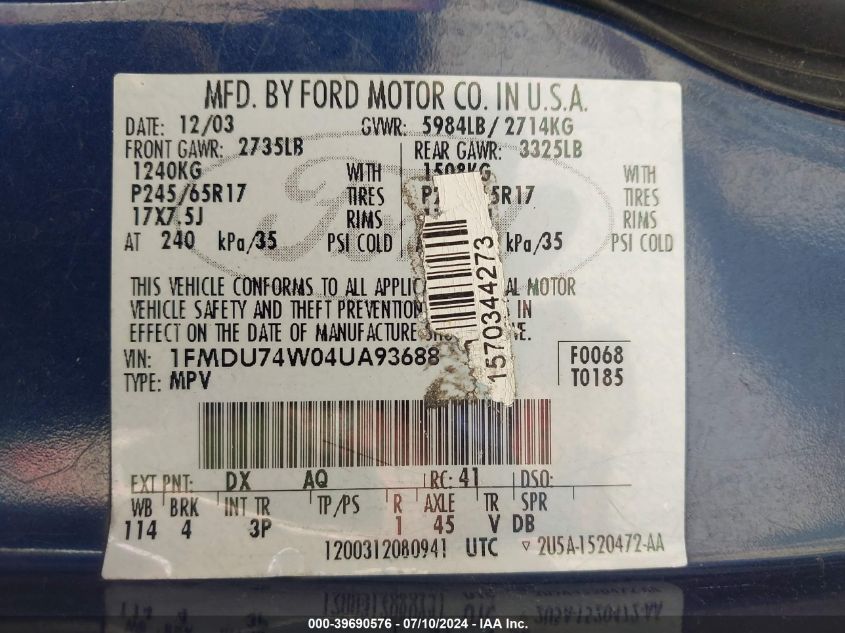 MFD. BY FORD MOTOR CO. IN U.S.A.
DATE: 12/03 GVWR: 5984LB/2714KG
FRONT GAWR: 2735LB REAR GAWR: 3325LB
1240KG WITH 1508KG WITH
P245/65R17 TIRES 5R17 TIRES
17X7.5J RIMS RIMS
AT 240 kPa/35 PSI COLD kPa/35 PSI COLD
1570344273
THIS VEHICLE CONFORMS TO ALL MOTOR
VEHICLE SAFETY AND THEFT PREVENTION IN
EFFECT ON THE DATE OF MANUFACTURE
VIN: 1FMDU74W04UA93688 F0068
TYPE: MPV T0185
EXT PNT: DX AQ RC: 41 DSO:
WB BRK INT TR TP/PS R AXLE TR SPR
114 4 3P 1 45 V DB
1200312080941 UTC ▽ 2U5A-1520472-AA
000-39690576 - 07/10/2024 - IAA Inc.